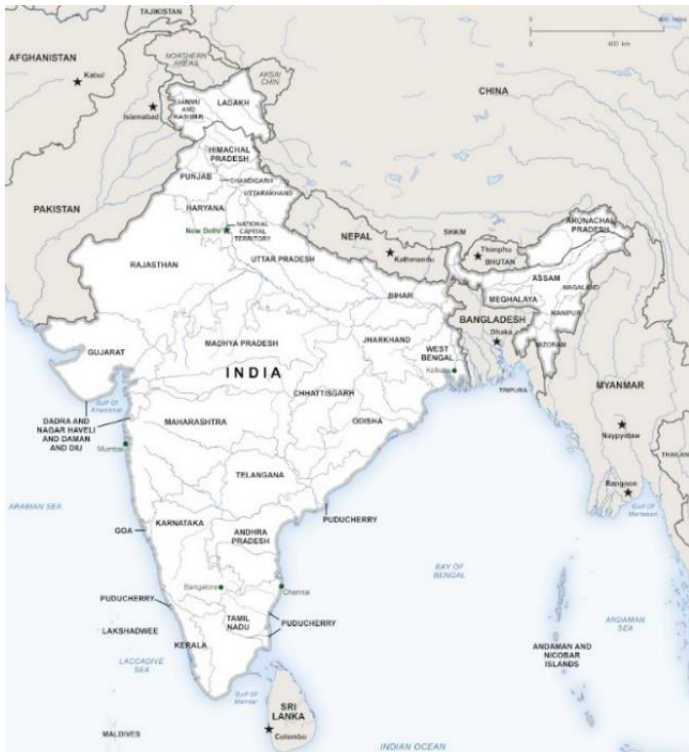 TAJIKISTAN
0
400 miles
0
400 km
AFGHANISTAN
Kabul
NORTHERN
AREAS
AKSAI
CHIN
CHINA
Islamabad
JAMMU
AND
KASHMIR
LADAKH
HIMACHAL
PRADESH
PUNJAB
CHANDIGARH
UTTARAKHAND
PAKISTAN
HARYANA
New Delhi
NATIONAL
CAPITAL
TERRITORY
NEPAL
Kathmandu
SIKKIM
Thimphu
BHUTAN
ARUNACHAL
PRADESH
RAJASTHAN
UTTAR PRADESH
ASSAM
NAGALAND
BIHAR
MEGHALAYA
MANIPUR
BANGLADESH
Dhaka
MIZORAM
GUJARAT
MADHYA PRADESH
JHARKHAND
WEST
BENGAL
Kolkata
INDIA
TRIPURA
MYANMAR
CHHATTISGARH
Gulf Of
Khambhat
DADRA AND
NAGAR HAVELI
AND DAMAN
AND DIU
MAHARASHTRA
ODISHA
Mumbai
Naypyidaw
THAILAND
TELANGANA
Rangoon
ARABIAN SEA
Gulf Of
Martaban
PUDUCHERRY
GOA
KARNATAKA
ANDHRA
PRADESH
BAY OF
BENGAL
Bangalore
Chennai
PUDUCHERRY
TAMIL
NADU
PUDUCHERRY
ANDAMAN
SEA
LAKSHADWEE
KERALA
ANDAMAN AND
NICOBAR
ISLANDS
LACCADIVE
SEA
Gulf Of
Mannar
SRI
LANKA
Colombo
MALDIVES
INDIAN OCEAN